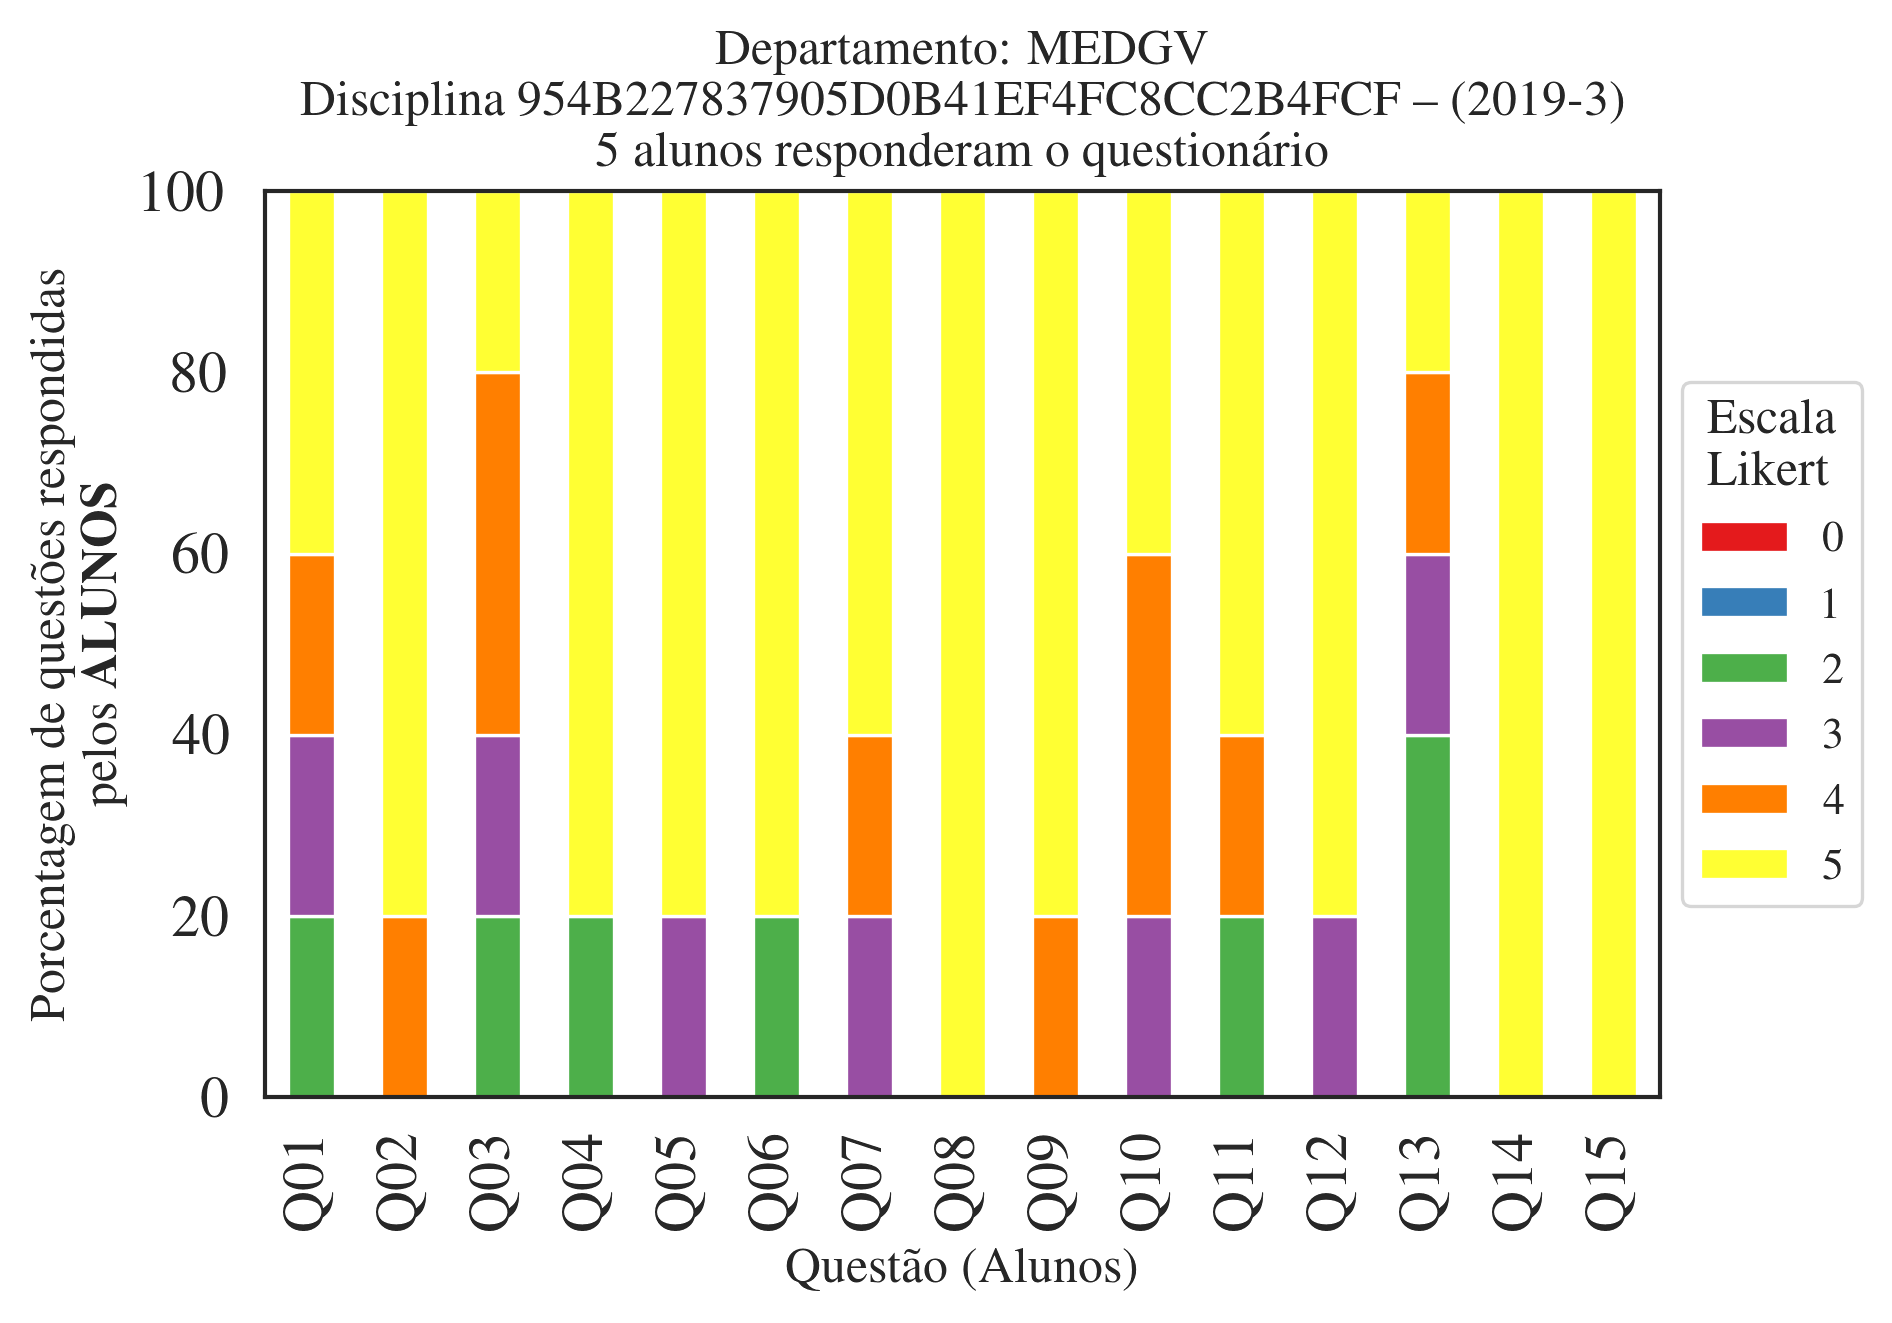 Departamento: MEDGV
Disciplina 954B227837905D0B41EF4FC8CC2B4FCF – (2019-3)
5 alunos responderam o questionário
Porcentagem de questões respondidas
pelos ALUNOS
100
80
60
40
20
0
Q01
Q02
Q03
Q04
Q05
Q06
Q07
Q08
Q09
Q10
Q11
Q12
Q13
Q14
Q15
Questão (Alunos)
Escala
Likert
0
1
2
3
4
5